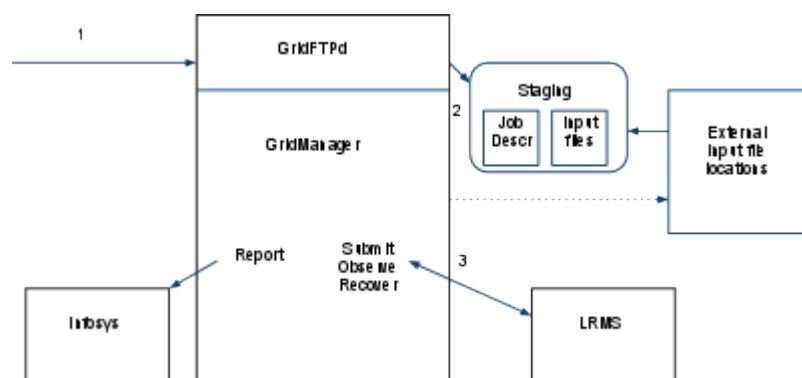 1
GridFTPd
Staging
2
Job
Descr
Input
files
External
Input file
locations
GridManager
Report
Submit
Observe
Recover
3
Infosys
LRMS